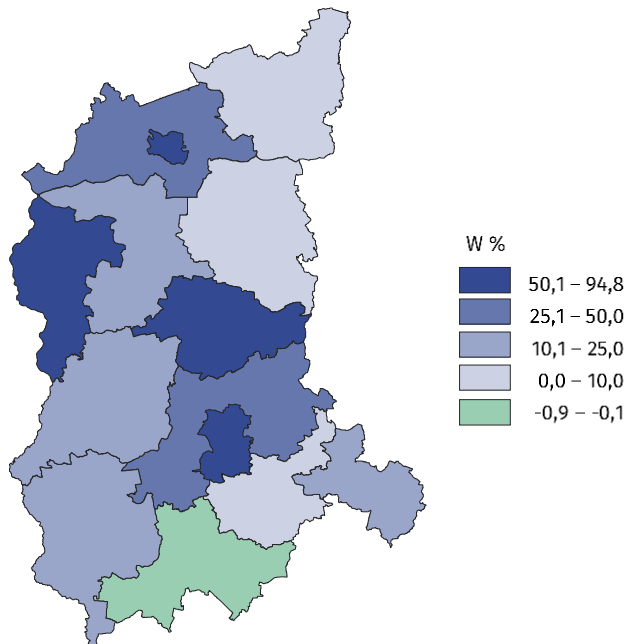 W %
50,1 – 94,8
25,1 – 50,0
10,1 – 25,0
0,0 – 10,0
-0,9 – -0,1